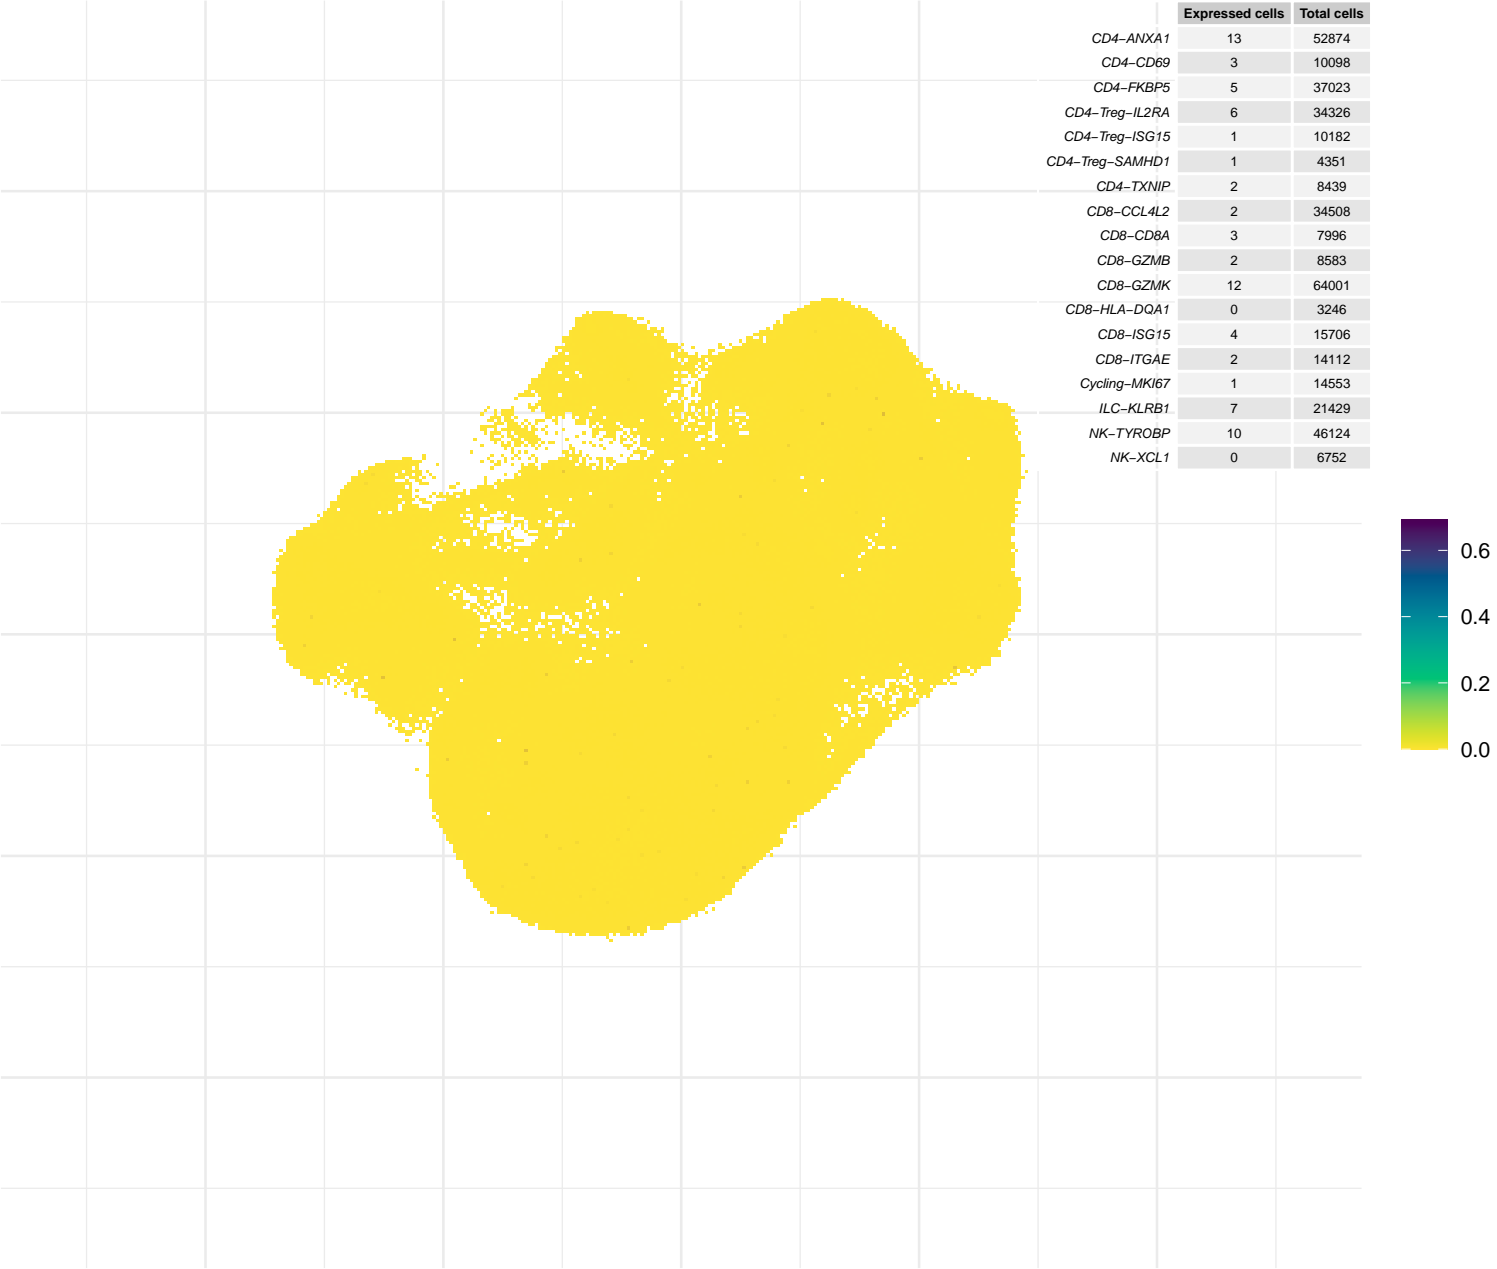 Expressed cells Total cells
CD4−ANXA1 13 52874
CD4−CD69 3 10098
CD4−FKBP5 5 37023
CD4−Treg−IL2RA 6 34326
CD4−Treg−ISG15 1 10182
CD4−Treg−SAMHD1 1 4351
CD4−TXNIP 2 8439
CD8−CCL4L2 2 34508
CD8−CD8A 3 7996
CD8−GZMB 2 8583
CD8−GZMK 12 64001
CD8−HLA−DQA1 0 3246
CD8−ISG15 4 15706
CD8−ITGAE 2 14112
Cycling−MKI67 1 14553
ILC−KLRB1 7 21429
NK−TYROBP 10 46124
NK−XCL1 0 6752
0.6
0.4
0.2
0.0